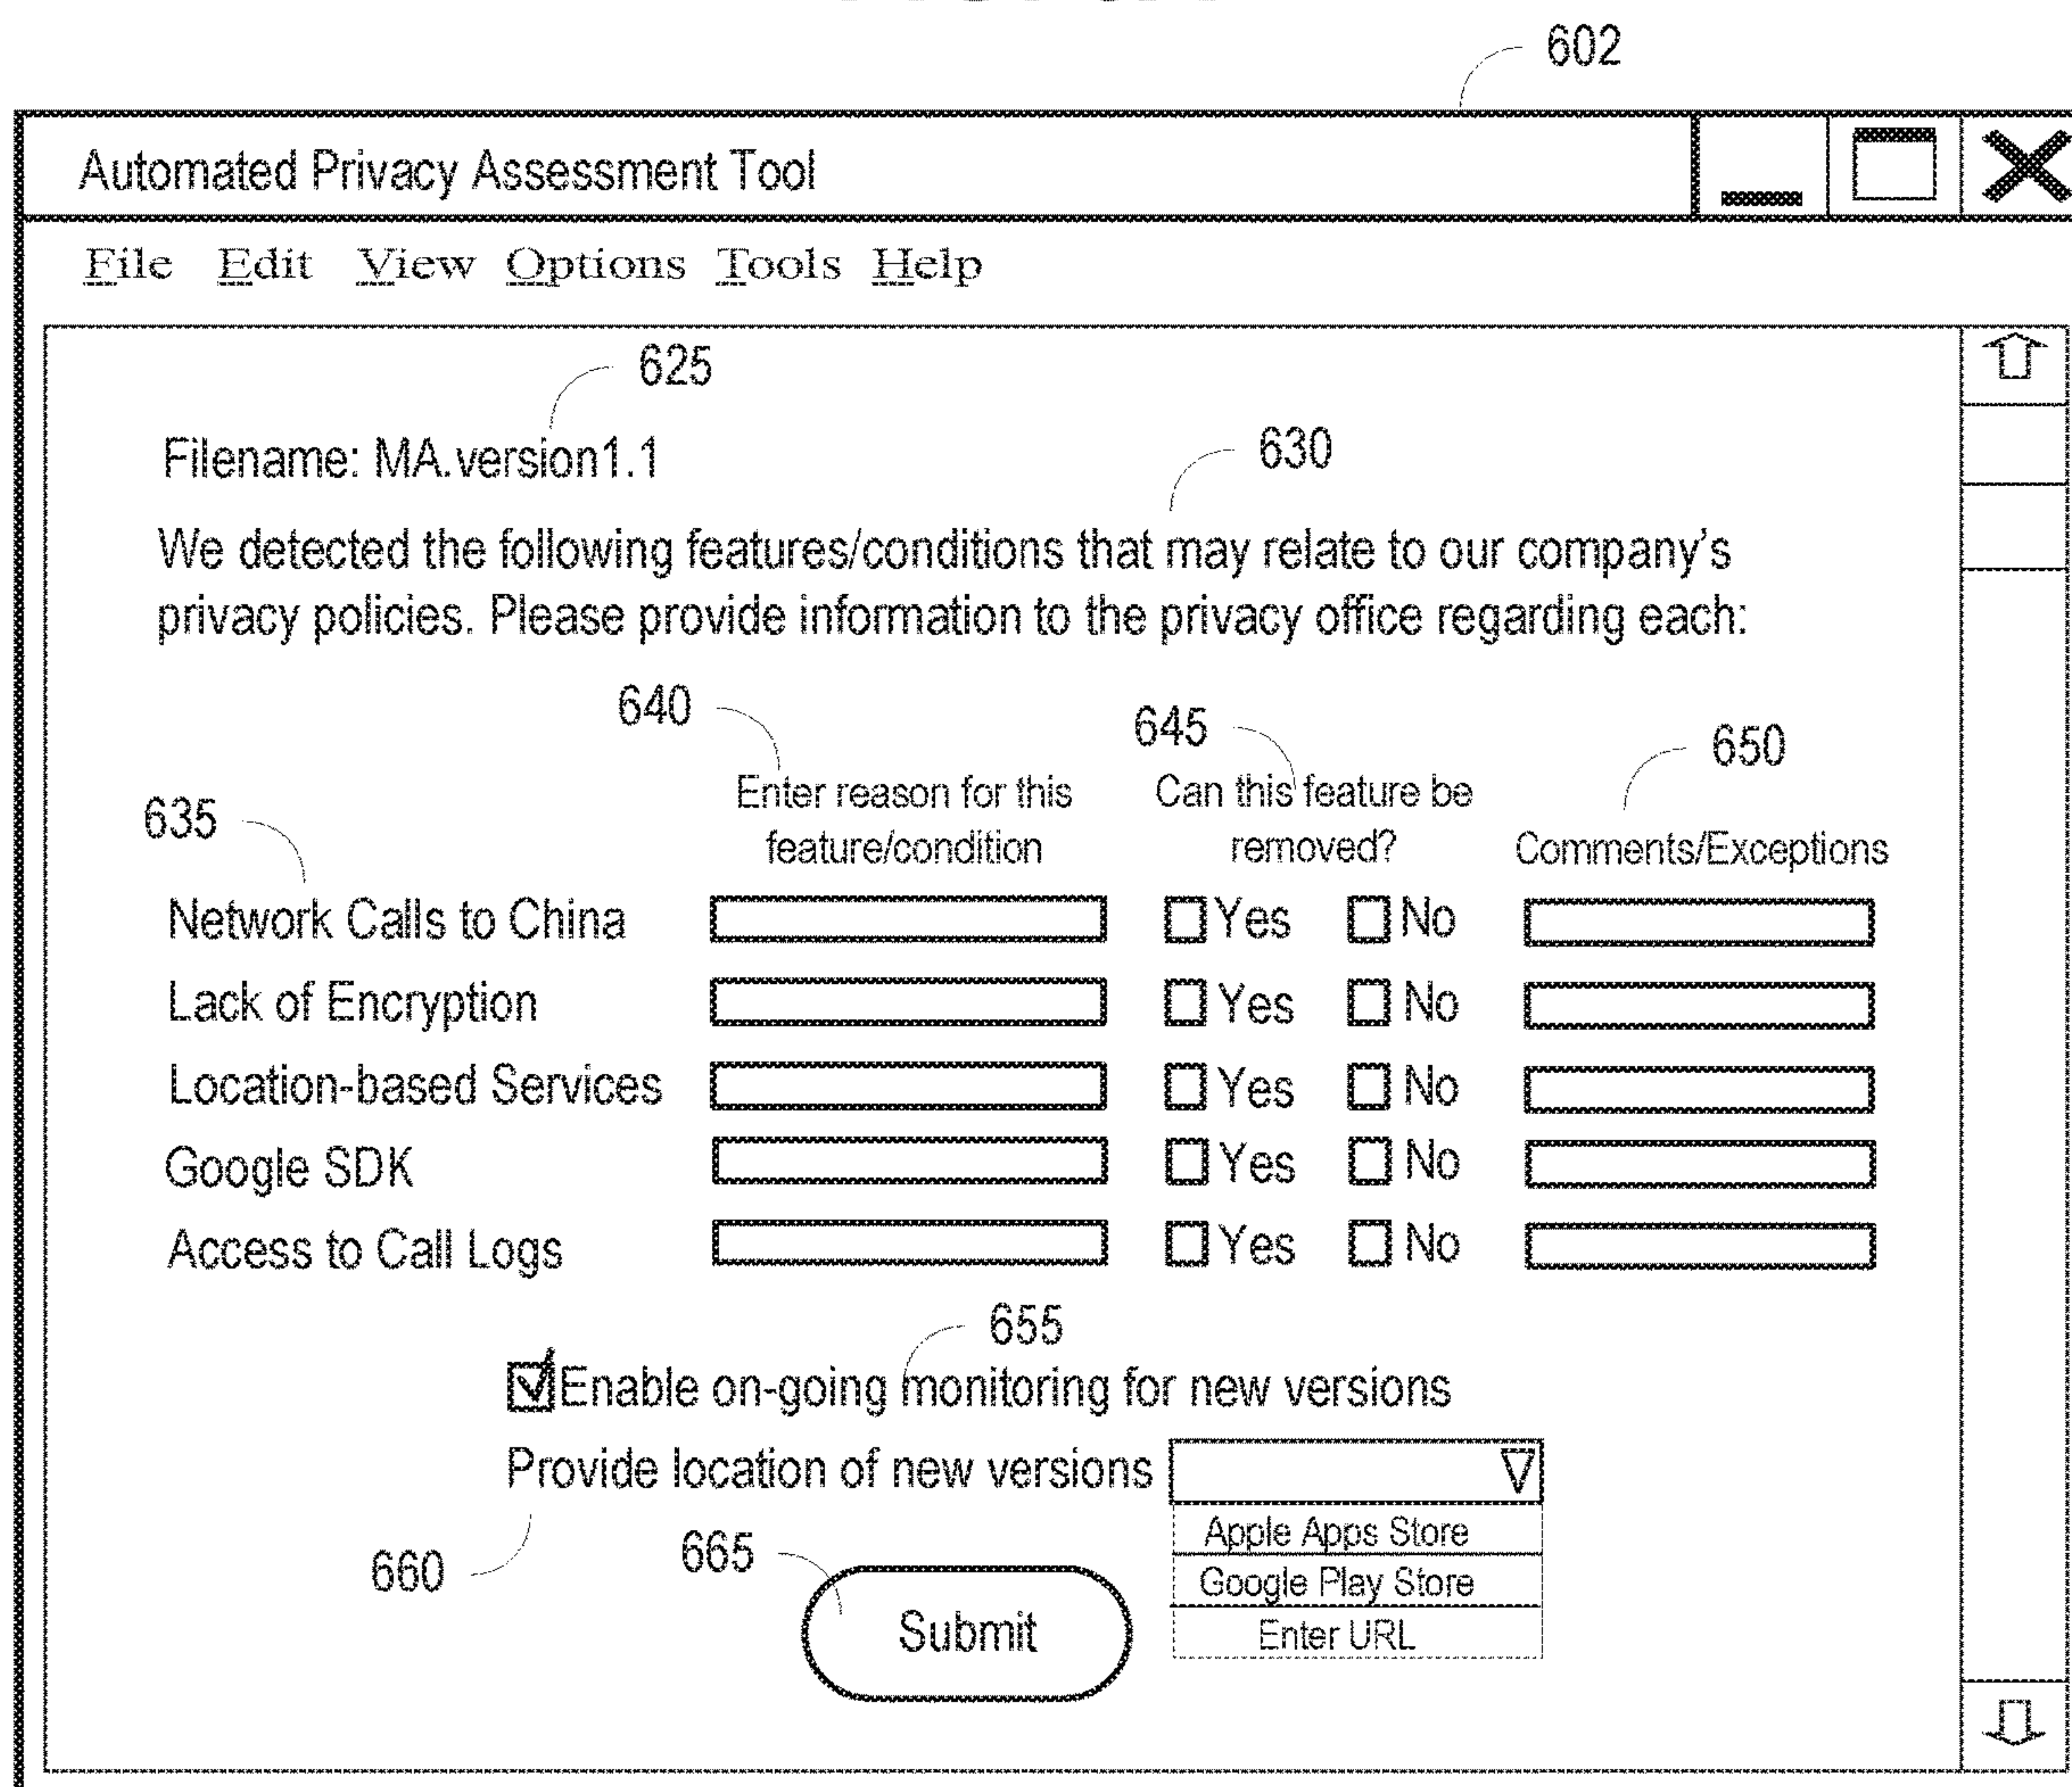 602
Automated Privacy Assessment Tool
File Edit View Options Tools Help
625
Filename: MA.version1.1
630
We detected the following features/conditions that may relate to our company's
privacy policies. Please provide information to the privacy office regarding each:
640 645 650
635
Enter reason for this feature/condition
Can this feature be removed?
Comments/Exceptions
Network Calls to China Yes No
Lack of Encryption Yes No
Location-based Services Yes No
Google SDK Yes No
Access to Call Logs Yes No
655
Enable on-going monitoring for new versions
Provide location of new versions
Apple Apps Store
Google Play Store
Enter URL
660
665
Submit